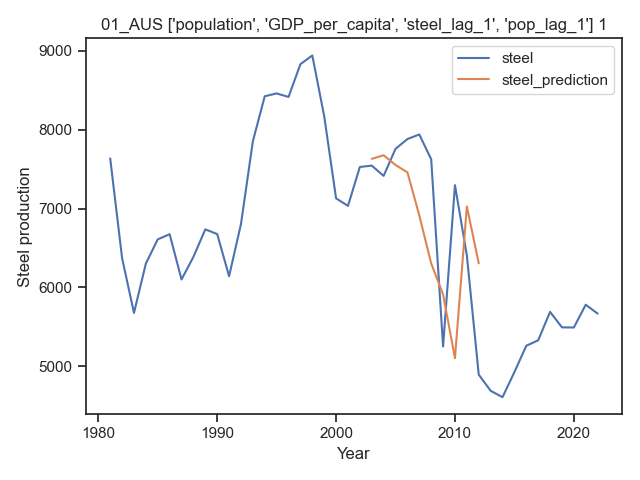 01_AUS ['population', 'GDP_per_capita', 'steel_lag_1', 'pop_lag_1'] 1
steel
steel_prediction
9000
8000
7000
6000
5000
Steel production
1980
1990
2000
2010
2020
Year